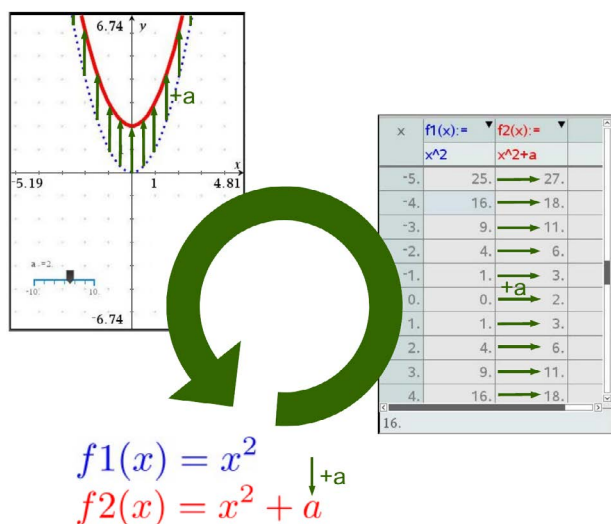 6.74 y
+a
x
-5.19 1 4.81
a :=2.
-10. 10.
-6.74
x f1(x):= ▼ f2(x):= ▼
x^2 x^2+a
-5. 25. 27.
-4. 16. 18.
-3. 9. 11.
-2. 4. 6.
-1. 1. 3.
+a
0. 0. 2.
1. 1. 3.
2. 4. 6.
3. 9. 11.
4. 16. 18.
16.
f1(x) = x²
+a
f2(x) = x² + a